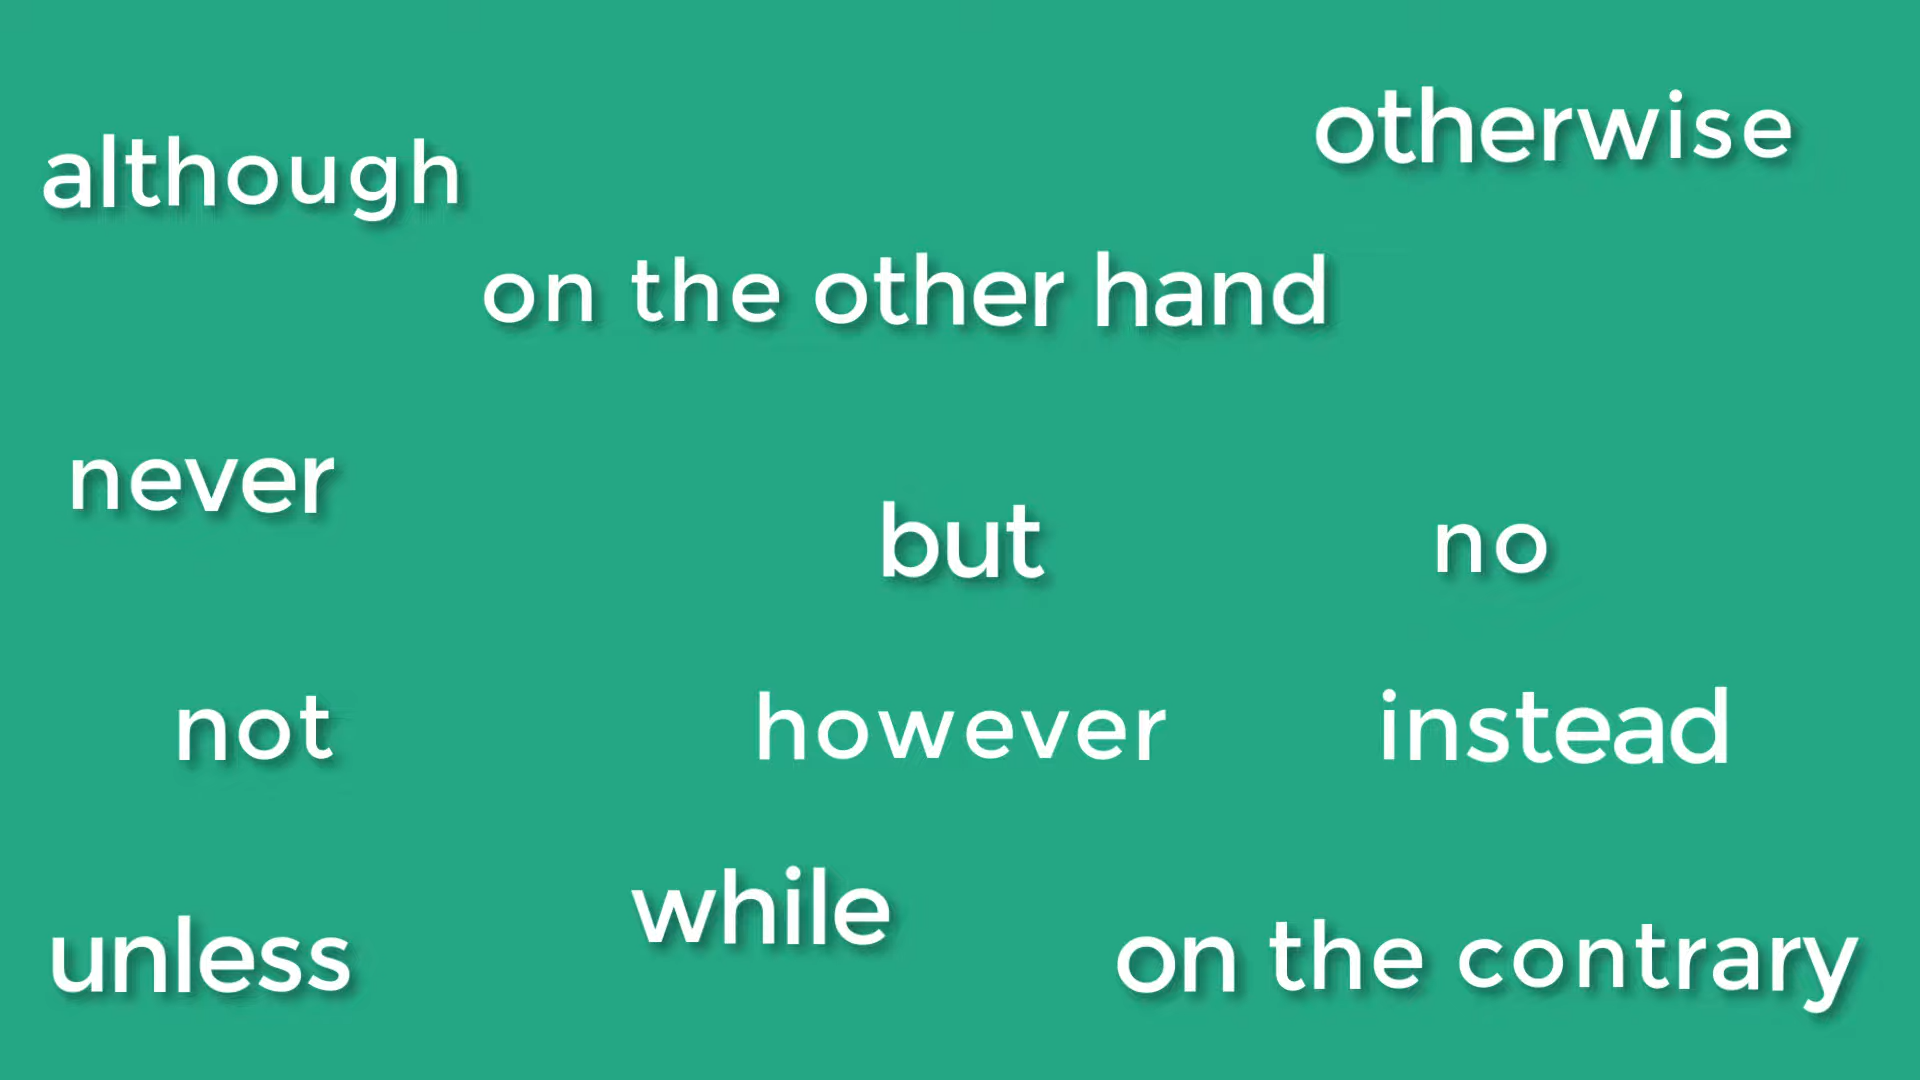 although
otherwise
on the other hand
never
but
no
not
however
instead
unless
while
on the contrary